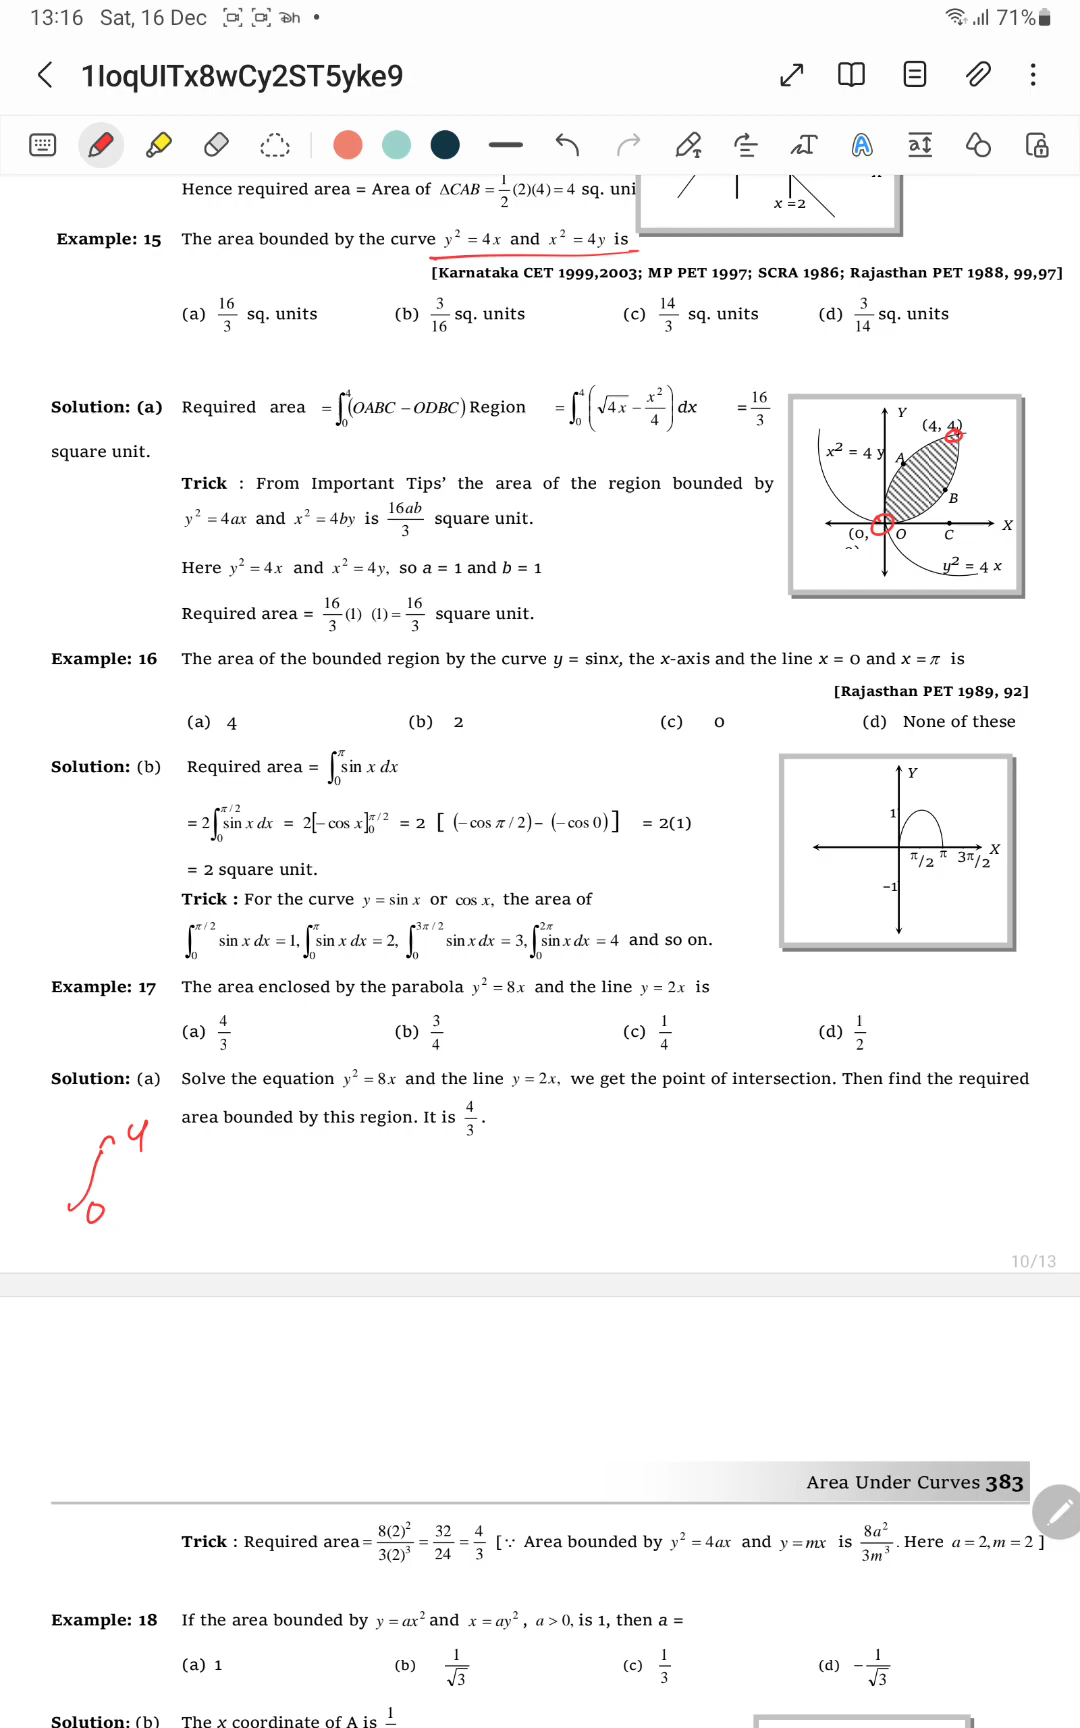 13:16 Sat, 16 Dec 71%
1IoqUITx8wCy2ST5yke9
Hence required area = Area of ΔCAB = 1/2 (2)(4) = 4 sq. uni
x = 2
Example: 15 The area bounded by the curve y² = 4x and x² = 4y is
[Karnataka CET 1999,2003; MP PET 1997; SCRA 1986; Rajasthan PET 1988, 99,97]
(a) 16/3 sq. units (b) 3/16 sq. units (c) 14/3 sq. units (d) 3/14 sq. units
Solution: (a) Required area = ∫₀⁴ (OABC – ODBC) Region = ∫₀⁴ (√4x – x²/4) dx = 16/3
square unit.
Y
(4, 4)
x² = 4 y A
B
X
(0, O C
y² = 4 x
Trick : From Important Tips' the area of the region bounded by
y² = 4ax and x² = 4by is 16ab/3 square unit.
Here y² = 4x and x² = 4y, so a = 1 and b = 1
Required area = 16/3 (1) (1) = 16/3 square unit.
Example: 16 The area of the bounded region by the curve y = sinx, the x-axis and the line x = 0 and x = π is
[Rajasthan PET 1989, 92]
(a) 4 (b) 2 (c) 0 (d) None of these
Solution: (b) Required area = ∫₀^π sin x dx
= 2∫₀^(π/2) sin x dx = 2[– cos x]₀^(π/2) = 2 [ (– cos π/2) – (– cos 0) ] = 2(1)
= 2 square unit.
Y
1
X
π/2 π 3π/2
–1
Trick : For the curve y = sin x or cos x, the area of
∫₀^(π/2) sin x dx = 1, ∫₀^π sin x dx = 2, ∫₀^(3π/2) sin x dx = 3, ∫₀^(2π) sin x dx = 4 and so on.
Example: 17 The area enclosed by the parabola y² = 8x and the line y = 2x is
(a) 4/3 (b) 3/4 (c) 1/4 (d) 1/2
Solution: (a) Solve the equation y² = 8x and the line y = 2x, we get the point of intersection. Then find the required
area bounded by this region. It is 4/3 .
∫₀⁴
10/13
Area Under Curves 383
Trick : Required area = 8(2)²/3(2)³ = 32/24 = 4/3 [∵ Area bounded by y² = 4ax and y = mx is 8a²/3m³ . Here a = 2, m = 2 ]
Example: 18 If the area bounded by y = ax² and x = ay² , a > 0, is 1, then a =
(a) 1 (b) 1/√3 (c) 1/3 (d) –1/√3
Solution: (b) The x coordinate of A is 1